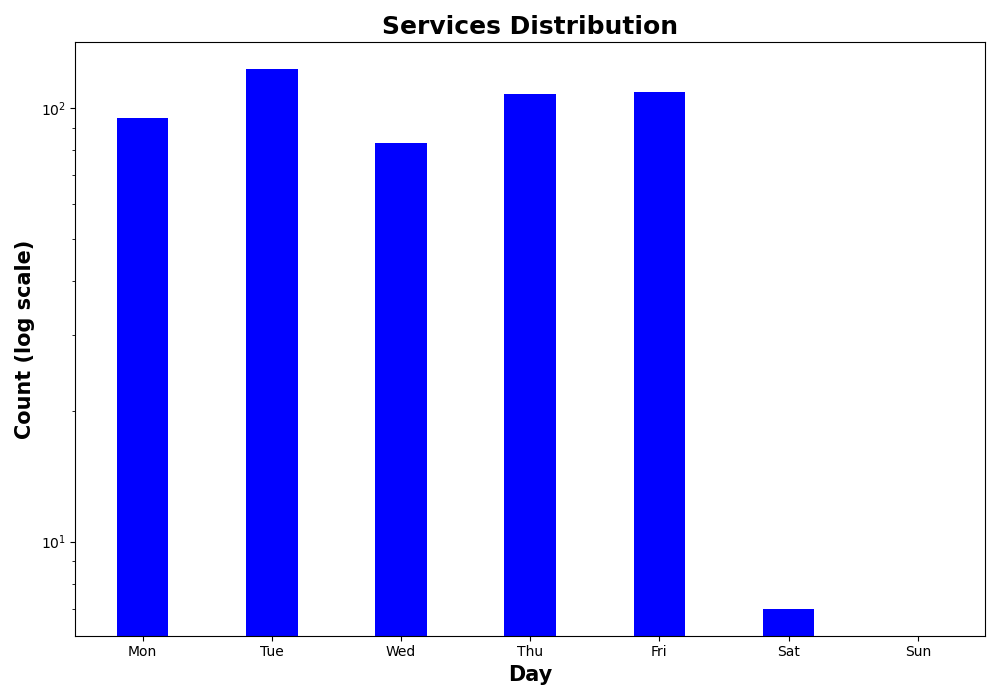 Services Distribution
Count (log scale)
10²
10¹
Mon Tue Wed Thu Fri Sat Sun
Day